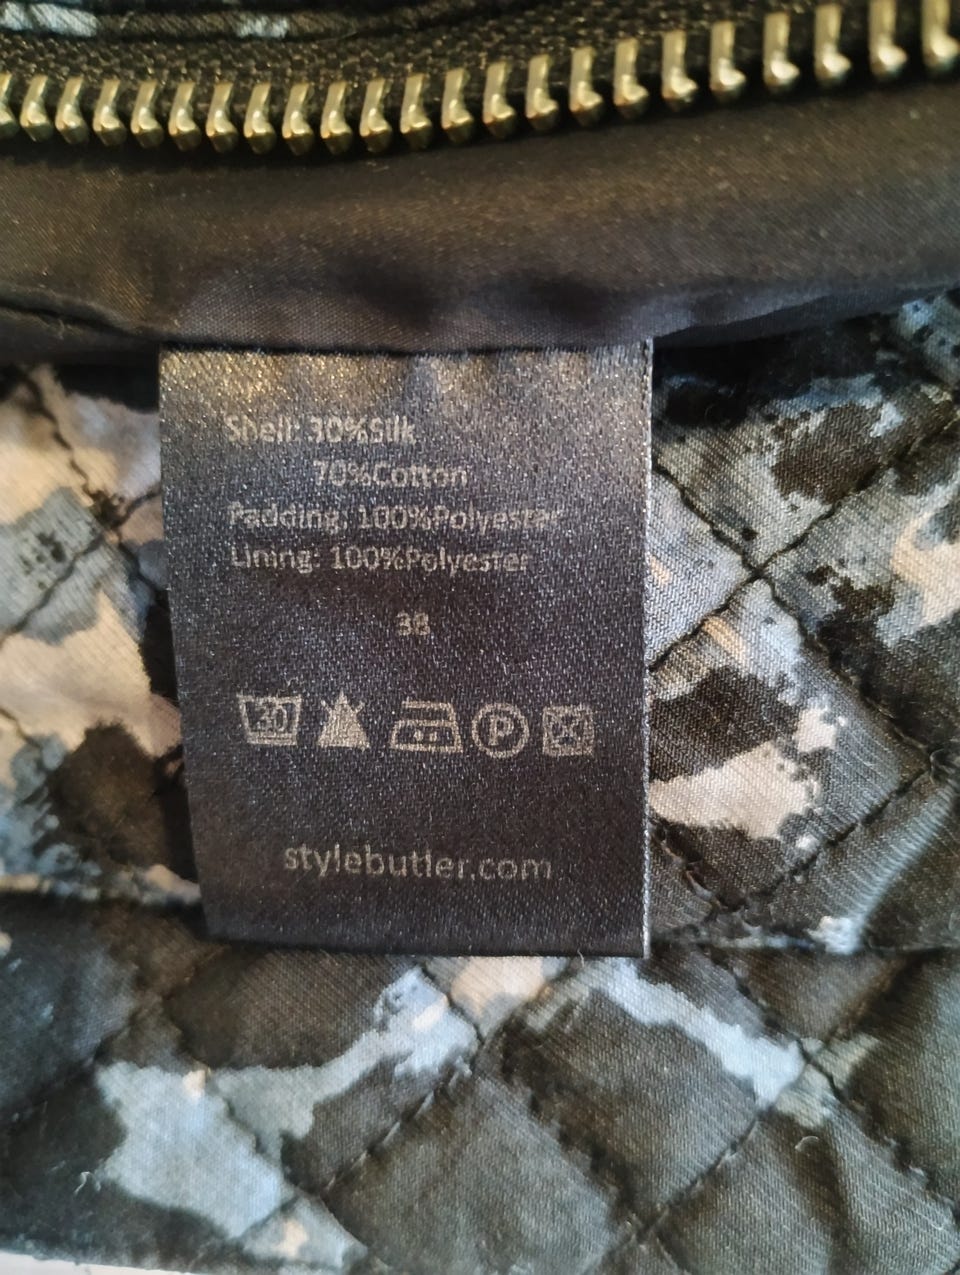 Shell: 30%Silk
70%Cotton
Padding: 100%Polyester
Lining: 100%Polyester
38
30 P
stylebutler.com